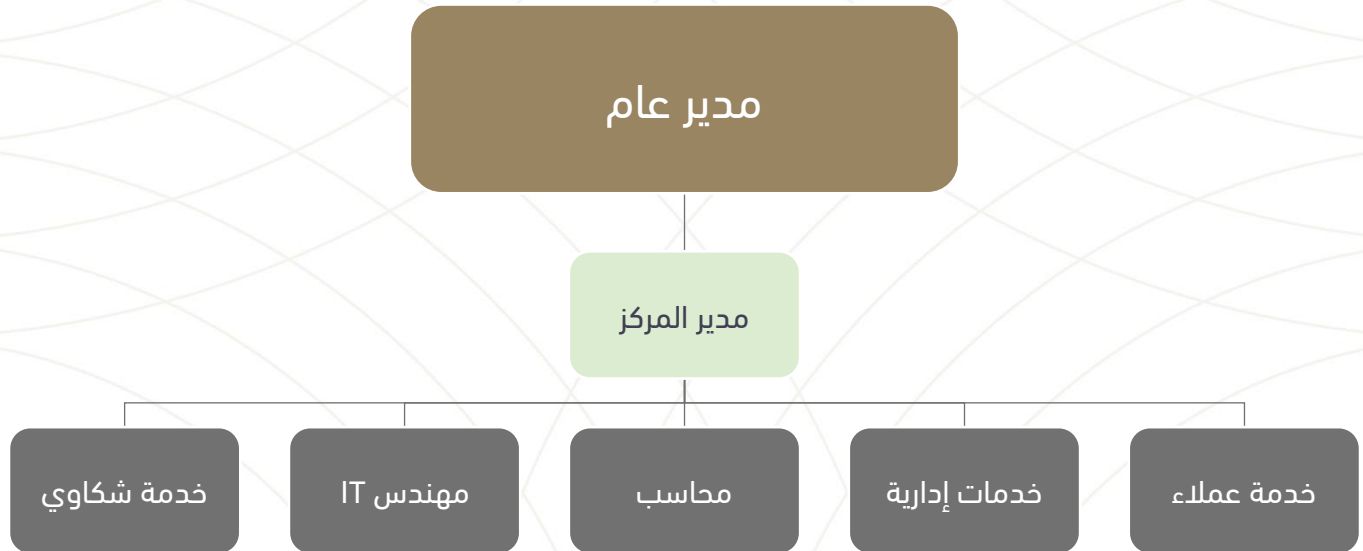 مدير عام
مدير المركز
خدمة عملاء
خدمات إدارية
محاسب
مهندس IT
خدمة شكاوي